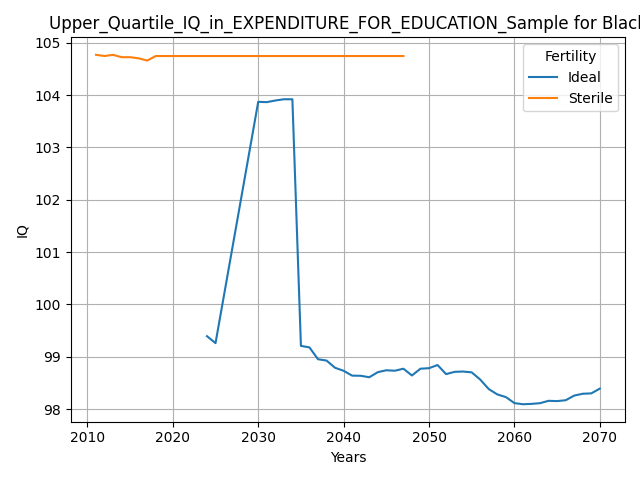 Upper_Quartile_IQ_in_EXPENDITURE_FOR_EDUCATION_Sample for Black
105
104
103
102
101
100
99
98
IQ
Fertility
Ideal
Sterile
2010 2020 2030 2040 2050 2060 2070
Years